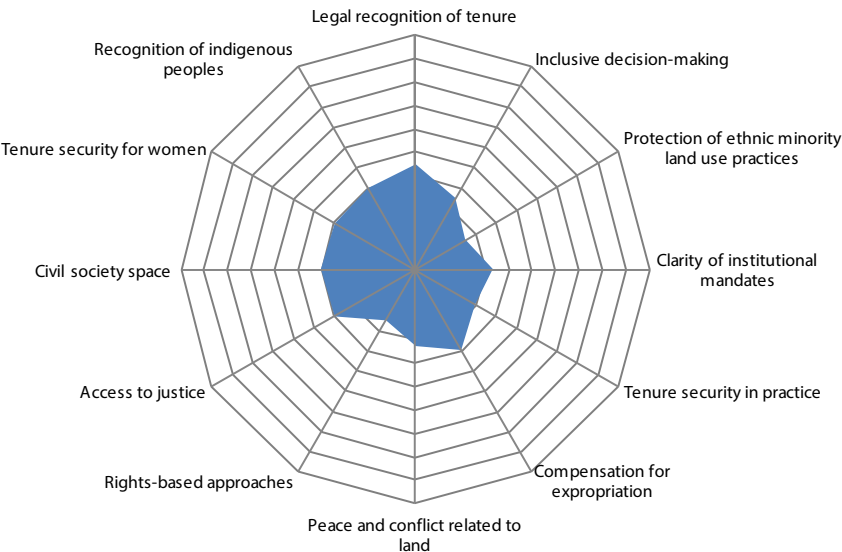 Legal recognition of tenure
Inclusive decision-making
Protection of ethnic minority
land use practices
Clarity of institutional
mandates
Tenure security in practice
Compensation for
expropriation
Peace and conflict related to
land
Rights-based approaches
Access to justice
Civil society space
Tenure security for women
Recognition of indigenous
peoples